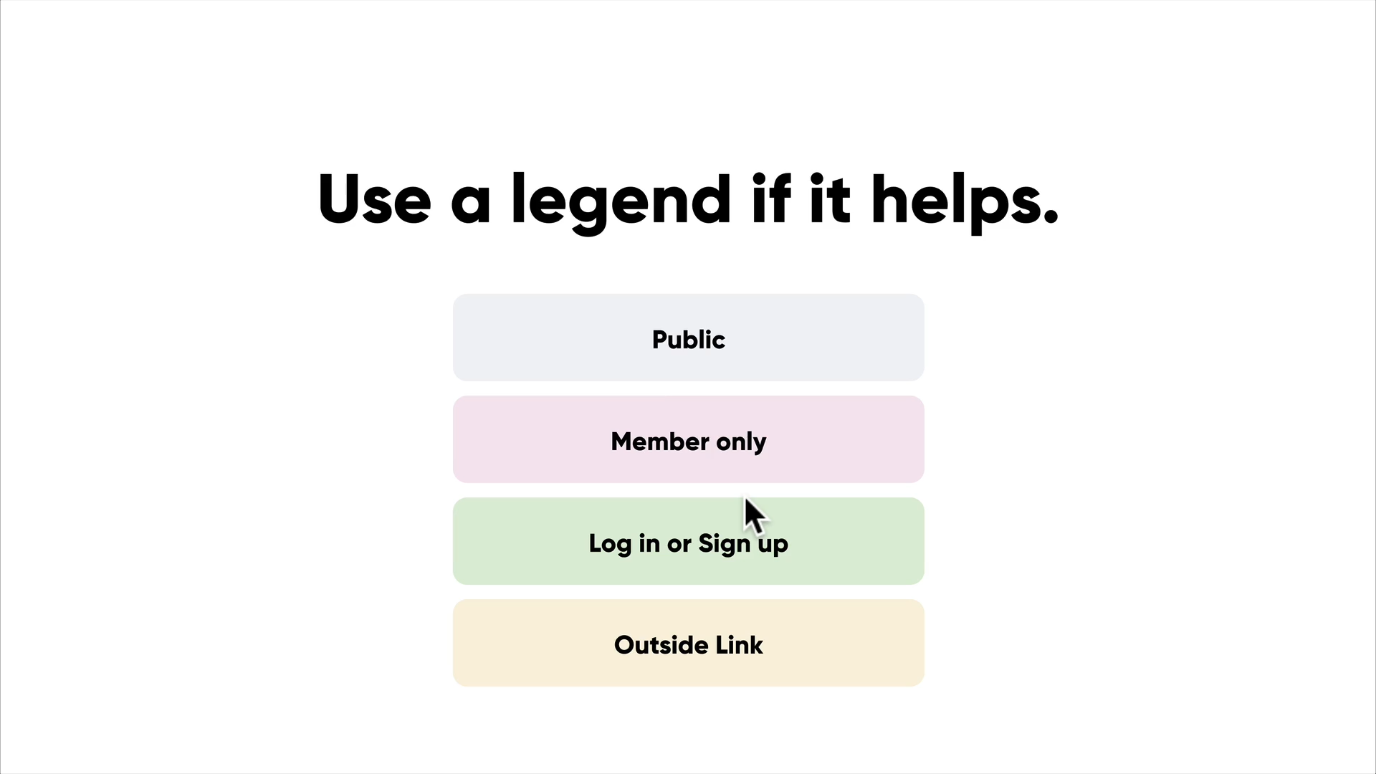 Use a legend if it helps.
Public
Member only
Log in or Sign up
Outside Link